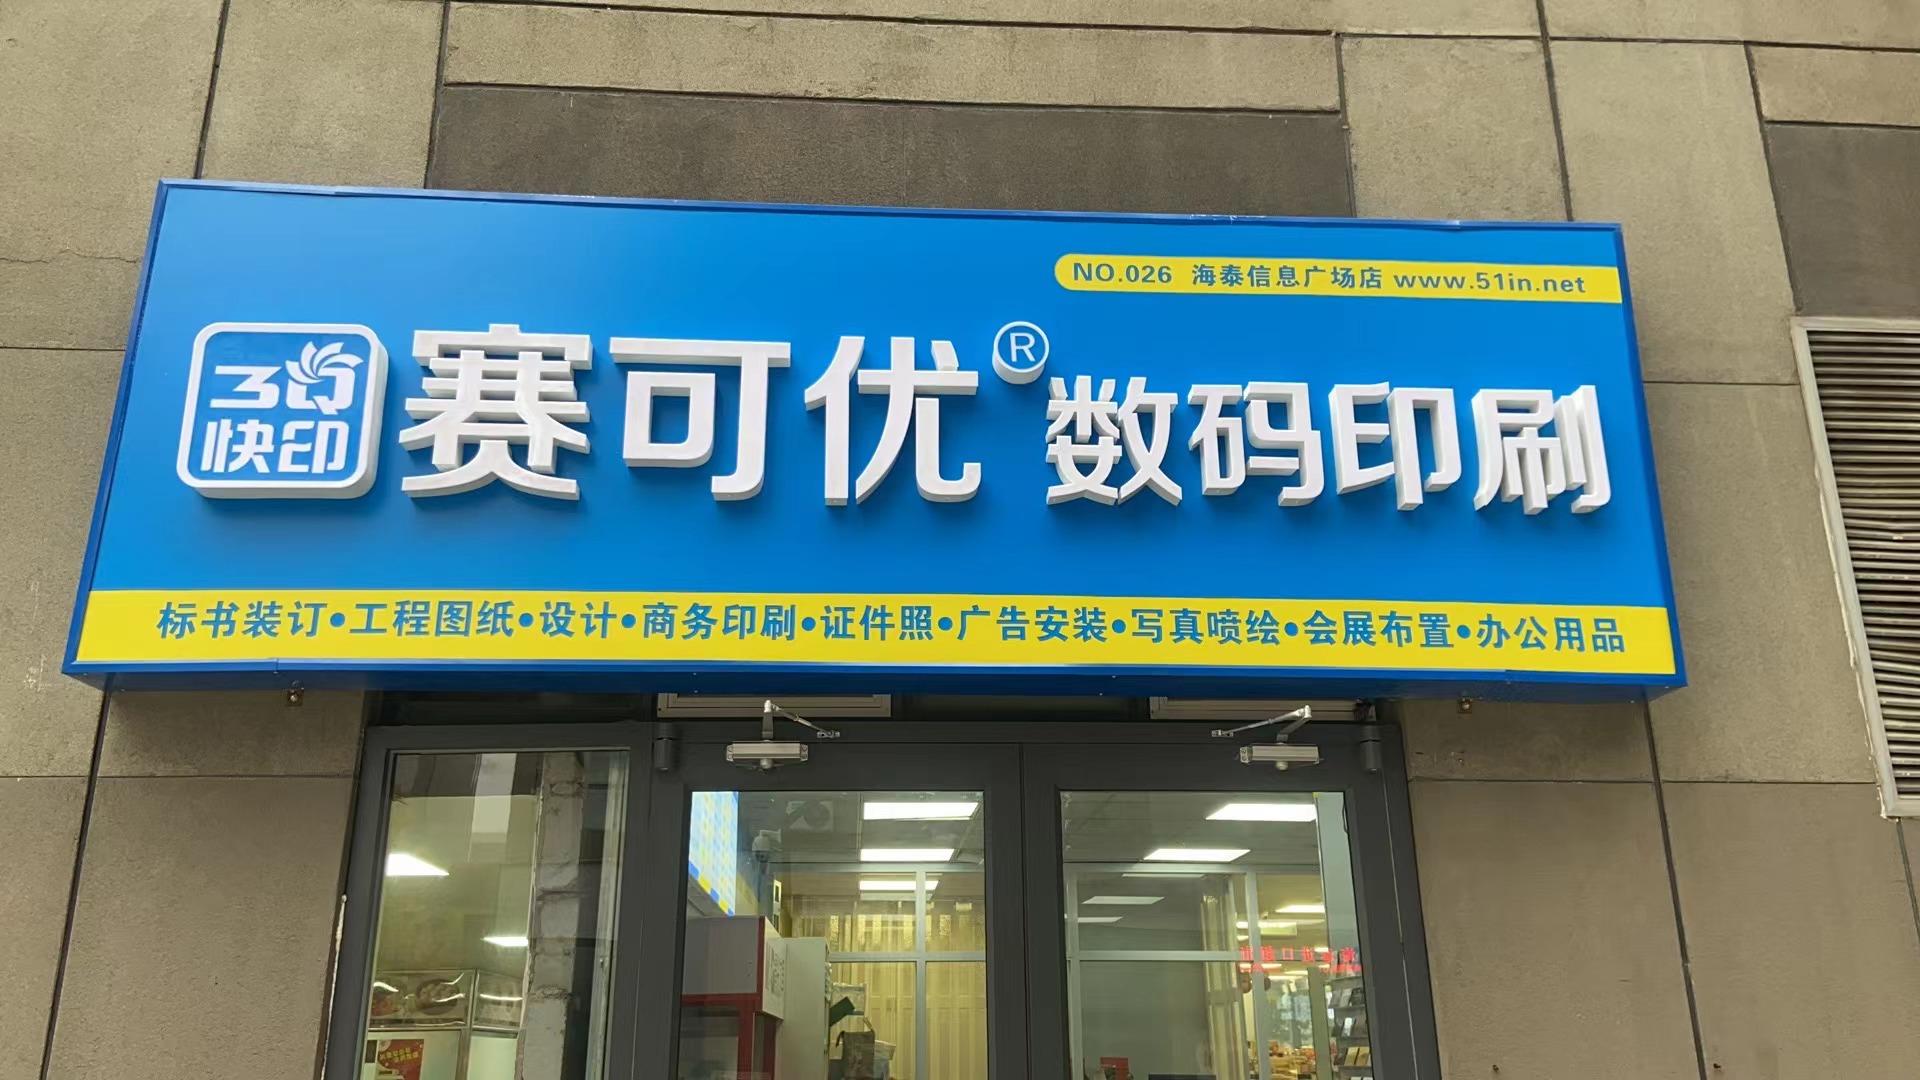 NO.026 海泰信息广场店 www.51in.net
3Q
快印
赛可优® 数码印刷
标书装订•工程图纸•设计•商务印刷•证件照•广告安装•写真喷绘•会展布置•办公用品